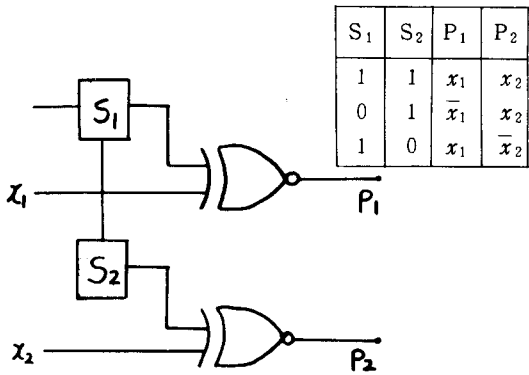 S₁ S₂ P₁ P₂
1 1 x₁ x₂
0 1 x̄₁ x₂
1 0 x₁ x̄₂
S₁
x₁
P₁
S₂
x₂
P₂